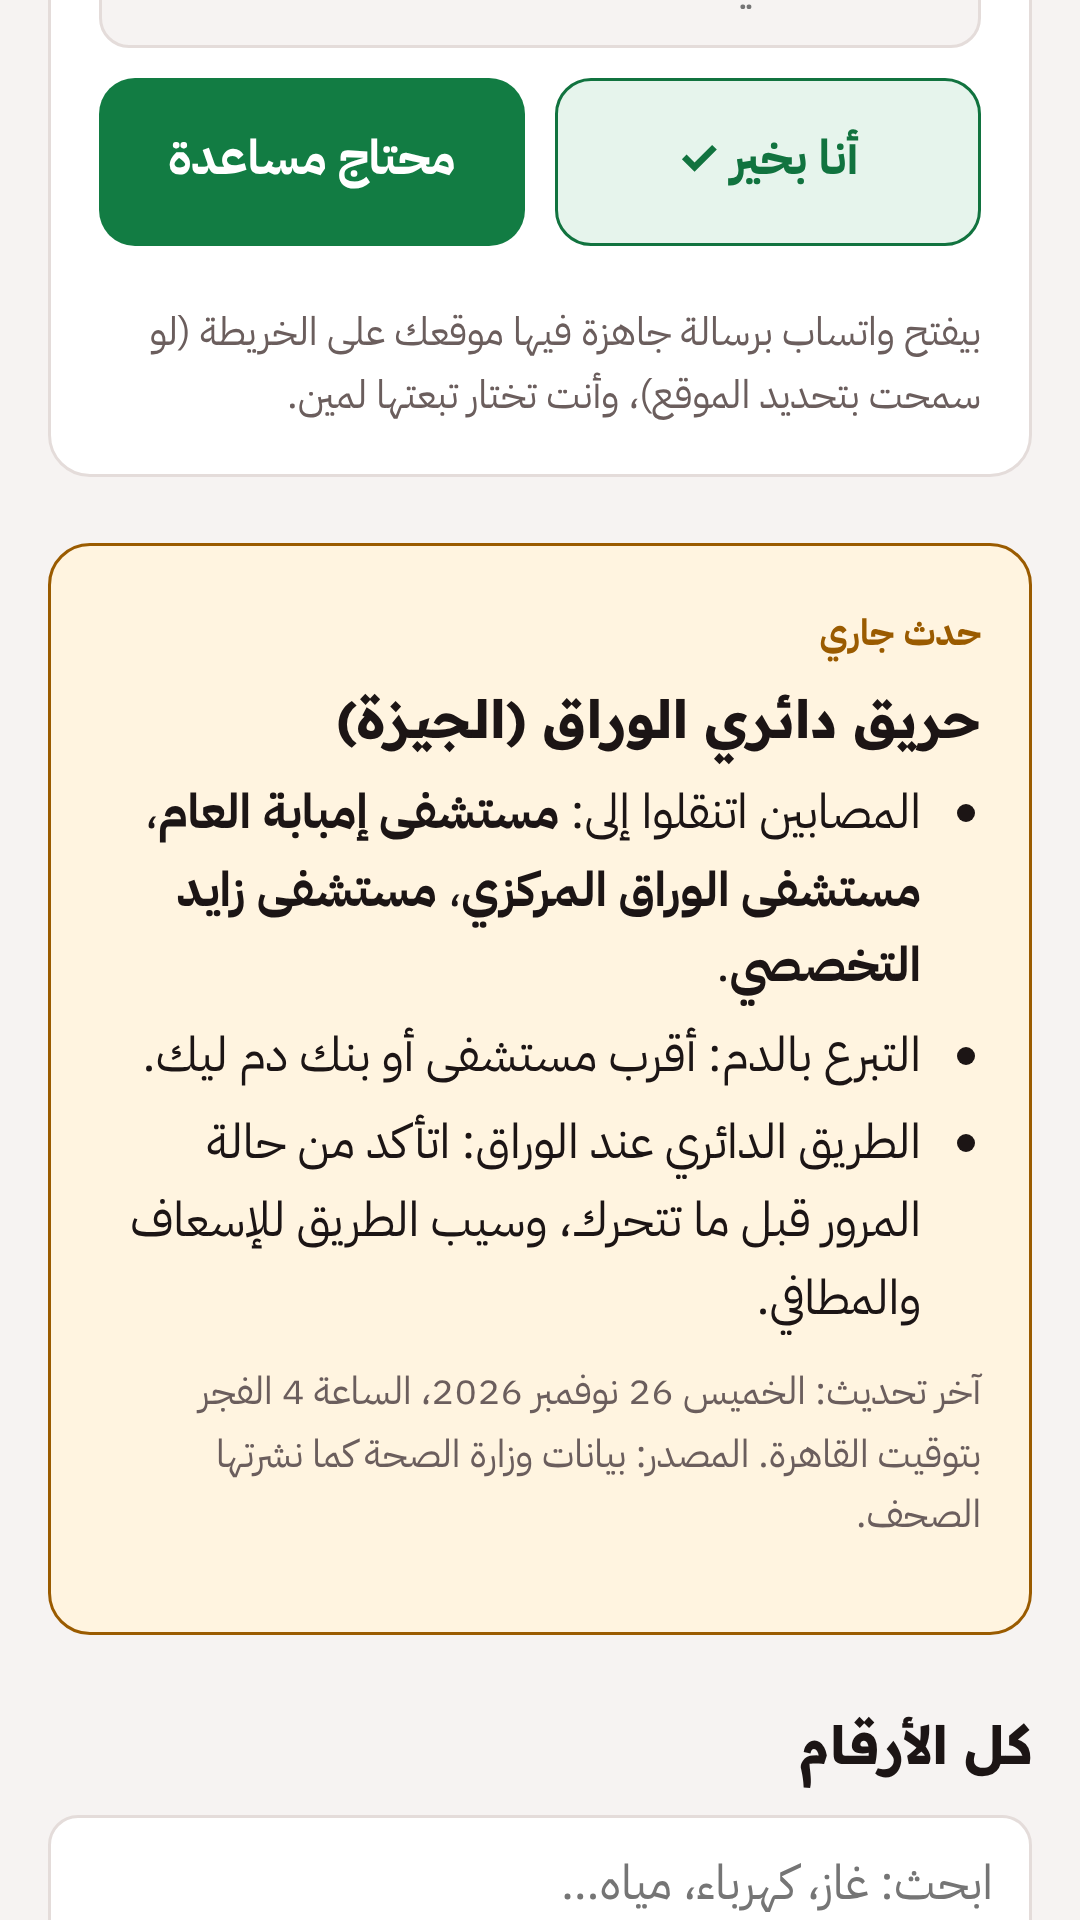 أنا بخير ✓
محتاج مساعدة
بيفتح واتساب برسالة جاهزة فيها موقعك على الخريطة (لو
سمحت بتحديد الموقع)، وأنت تختار تبعتها لمين.
حدث جاري
حريق دائري الوراق (الجيزة)
• المصابين اتنقلوا إلى: مستشفى إمبابة العام،
مستشفى الوراق المركزي، مستشفى زايد
التخصصي.
• التبرع بالدم: أقرب مستشفى أو بنك دم ليك.
• الطريق الدائري عند الوراق: اتأكد من حالة
المرور قبل ما تتحرك، وسيب الطريق للإسعاف
والمطافي.
آخر تحديث: الخميس 26 نوفمبر 2026، الساعة 4 الفجر
بتوقيت القاهرة. المصدر: بيانات وزارة الصحة كما نشرتها
الصحف.
كل الأرقام
ابحث: غاز، كهرباء، مياه...